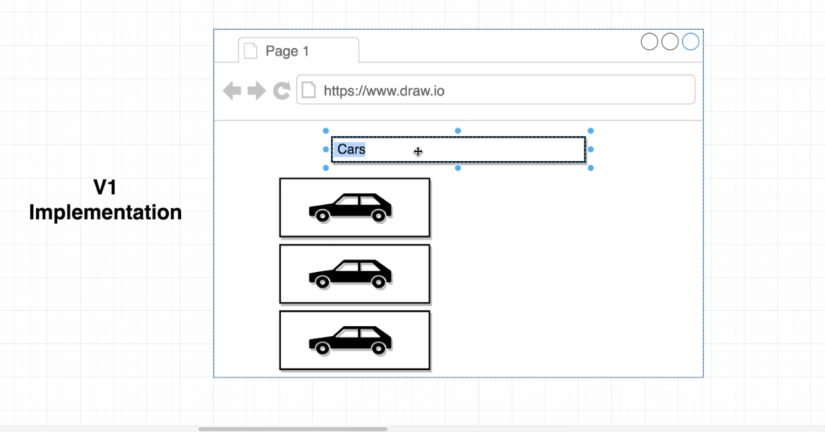 Page 1
https://www.draw.io
Cars
V1
Implementation